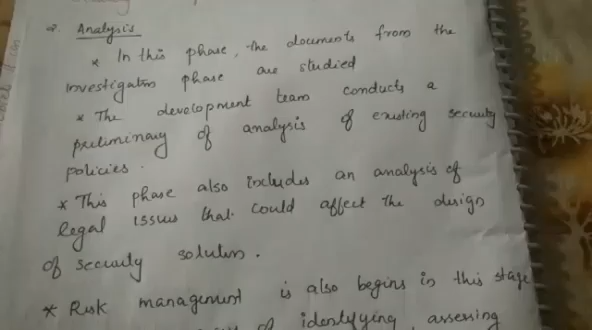 2. Analysis
* In this phase, the documents from the
investigation phase are studied
* The development team conducts a
preliminary of analysis of existing security
policies.
* This phase also includes an analysis of
legal issues that could affect the design
of security solution.
* Risk management is also begins in this stage
of identifying, assessing